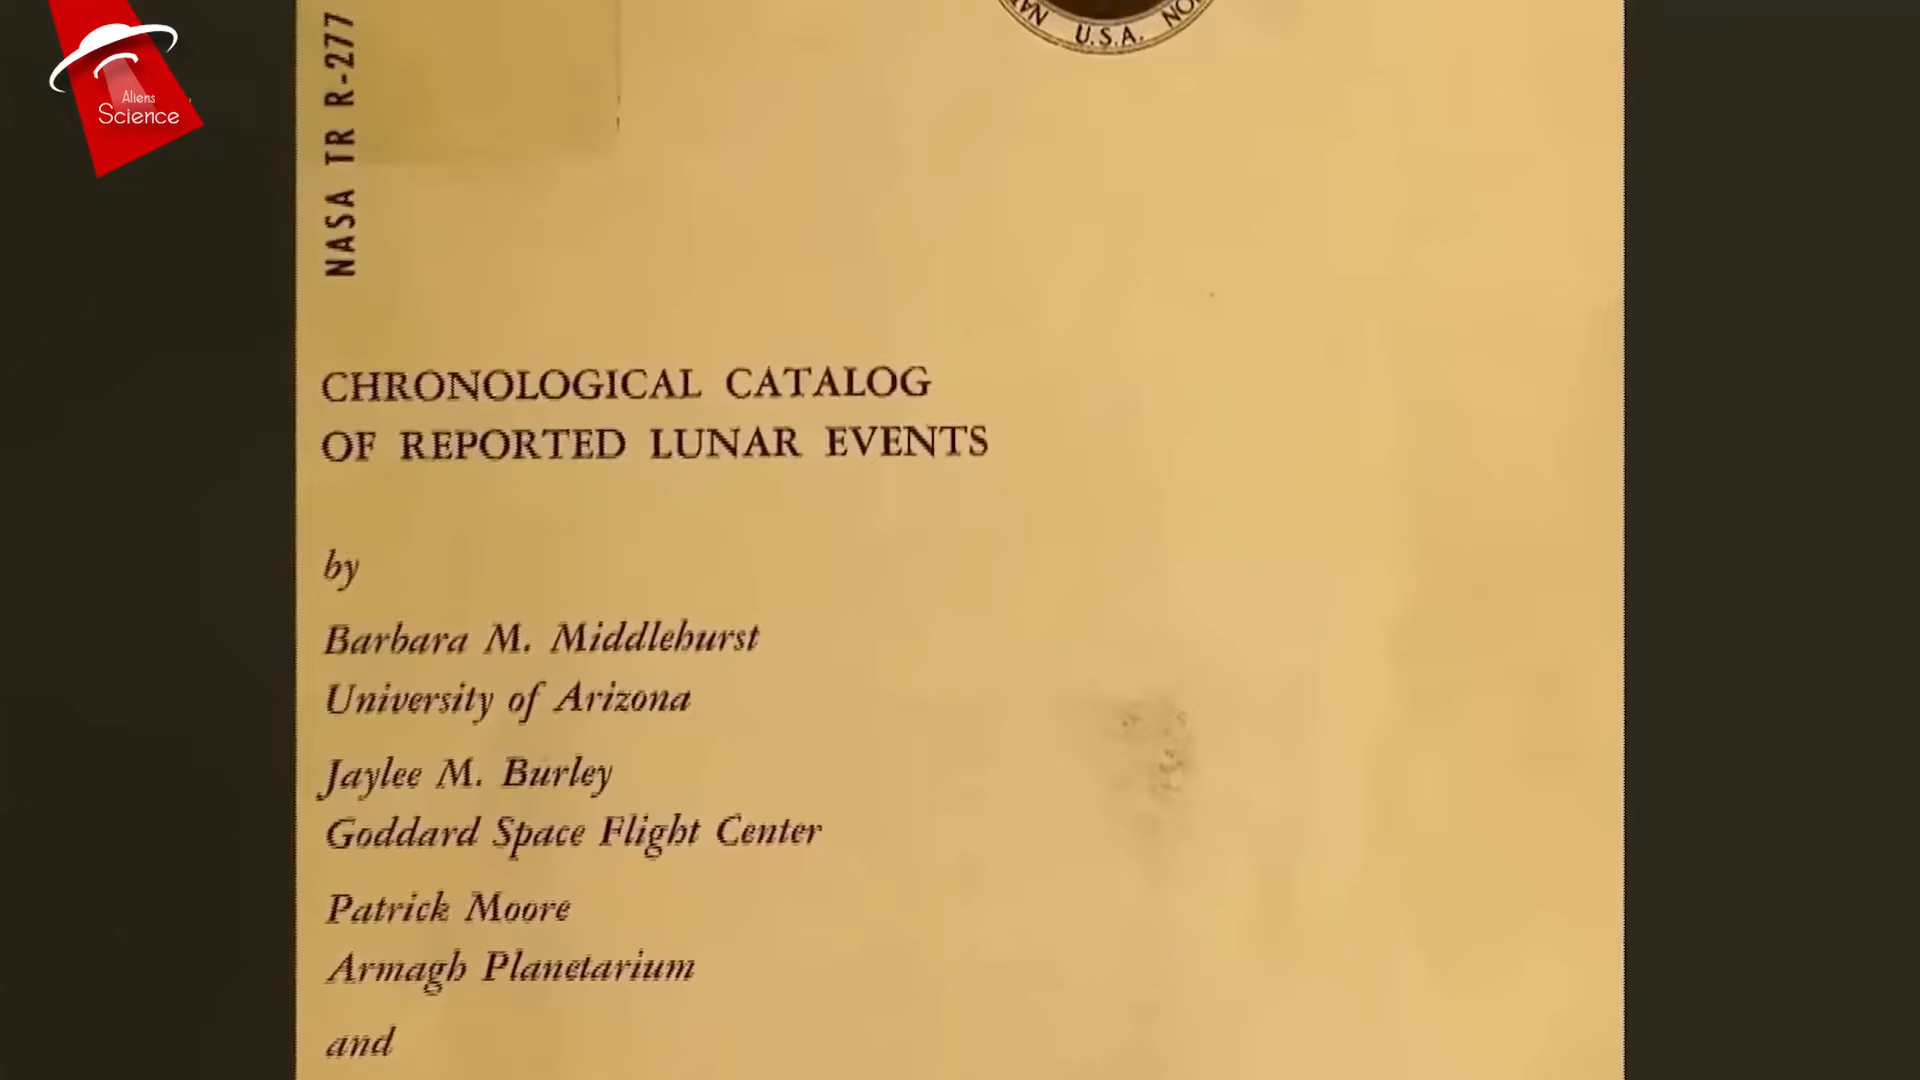 Aliens
Science
NASA TR R-277
U.S.A.
CHRONOLOGICAL CATALOG
OF REPORTED LUNAR EVENTS
by
Barbara M. Middlehurst
University of Arizona
Jaylee M. Burley
Goddard Space Flight Center
Patrick Moore
Armagh Planetarium
and